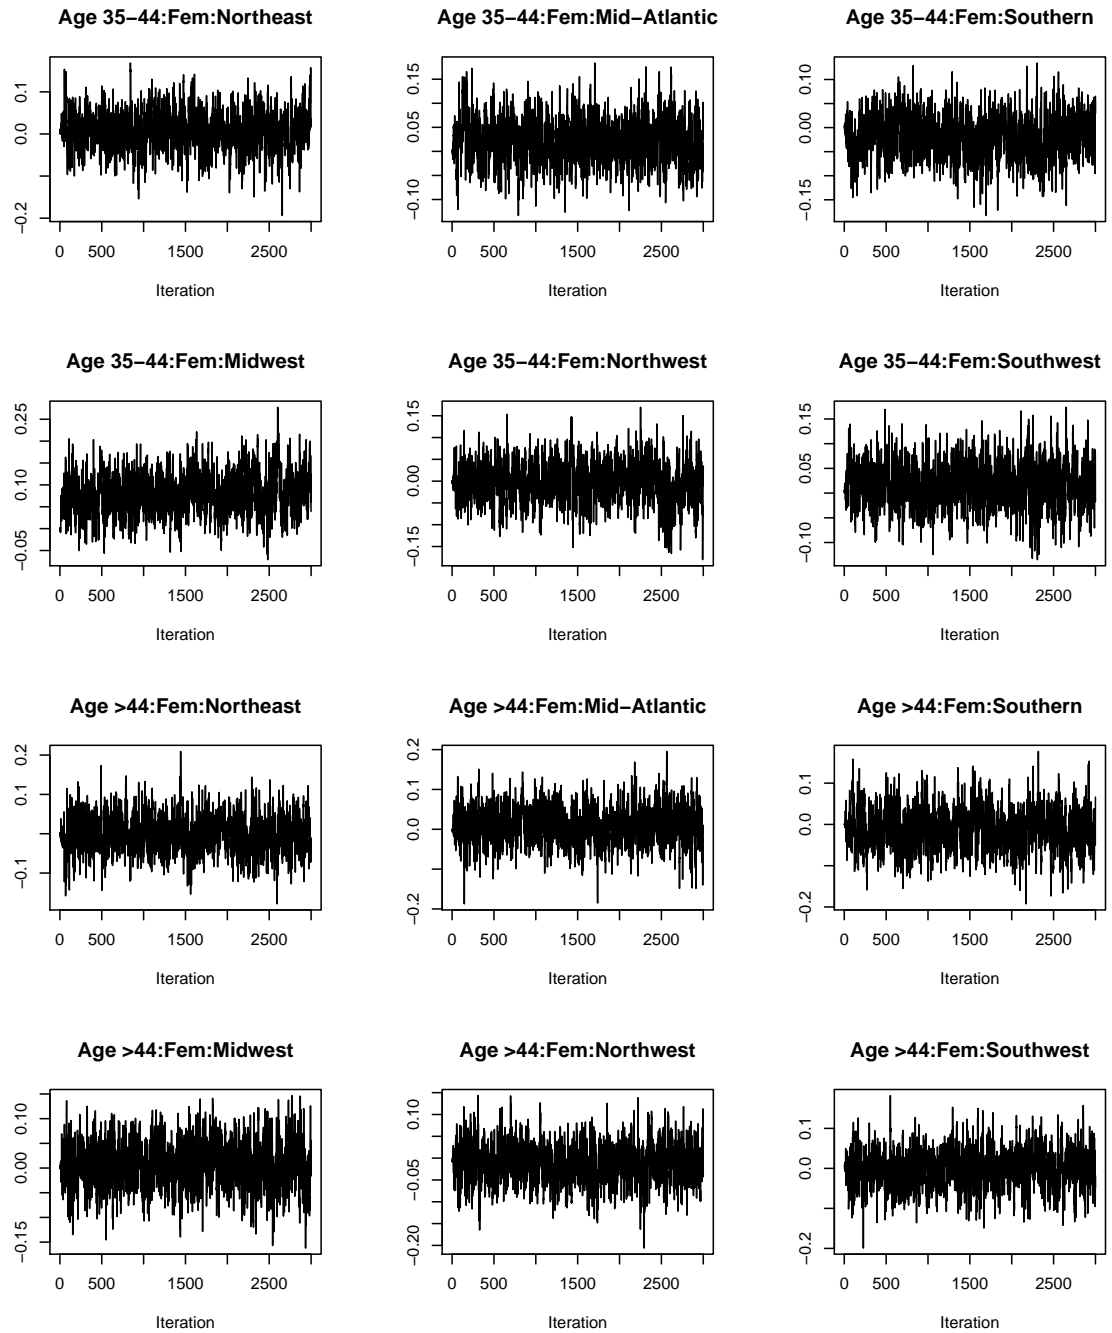 Age 35−44:Fem:Northeast
Age 35−44:Fem:Mid−Atlantic
Age 35−44:Fem:Southern
0.1
0.0
−0.2
0.15
0.05
−0.10
0.10
0.00
−0.15
0 500 1500 2500
0 500 1500 2500
0 500 1500 2500
Iteration
Iteration
Iteration
Age 35−44:Fem:Midwest
Age 35−44:Fem:Northwest
Age 35−44:Fem:Southwest
0.25
0.10
−0.05
0.15
0.00
−0.15
0.15
0.05
−0.10
0 500 1500 2500
0 500 1500 2500
0 500 1500 2500
Iteration
Iteration
Iteration
Age >44:Fem:Northeast
Age >44:Fem:Mid−Atlantic
Age >44:Fem:Southern
0.2
0.1
−0.1
0.2
0.1
0.0
−0.2
0.1
0.0
−0.2
0 500 1500 2500
0 500 1500 2500
0 500 1500 2500
Iteration
Iteration
Iteration
Age >44:Fem:Midwest
Age >44:Fem:Northwest
Age >44:Fem:Southwest
0.10
0.00
−0.15
0.10
−0.05
−0.20
0.1
0.0
−0.2
0 500 1500 2500
0 500 1500 2500
0 500 1500 2500
Iteration
Iteration
Iteration